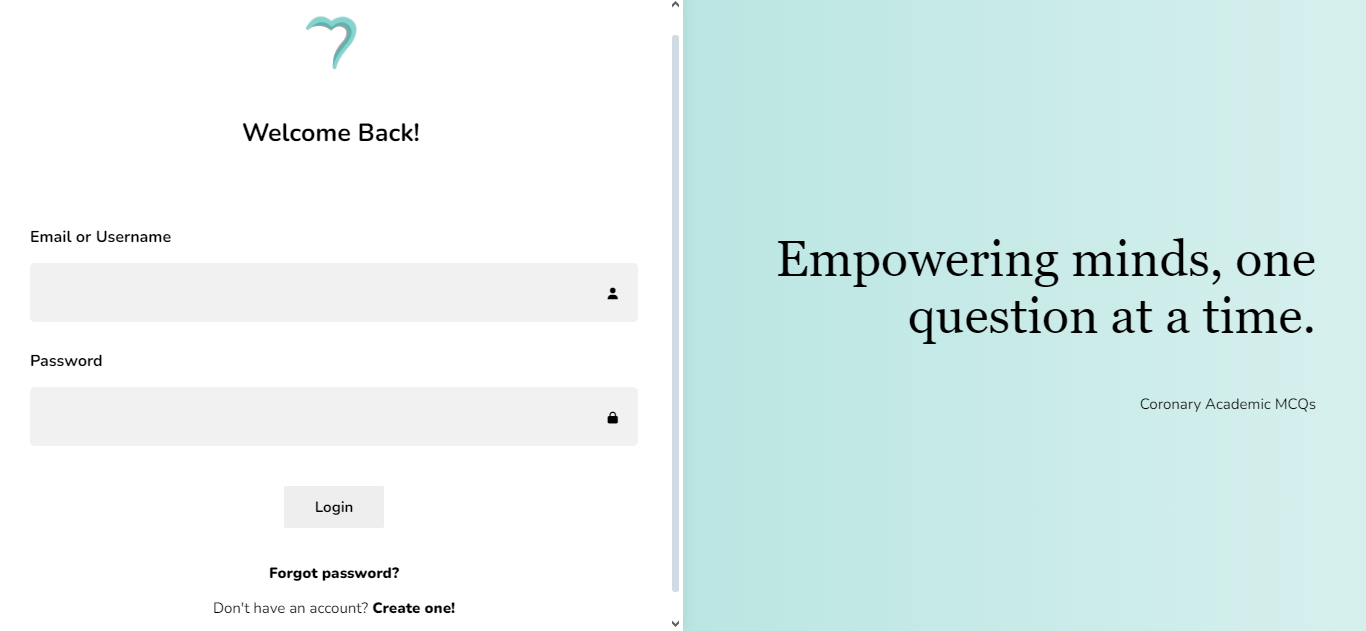 Welcome Back!
Email or Username
Password
Login
Forgot password?
Don't have an account? Create one!
Empowering minds, one
question at a time.
Coronary Academic MCQs